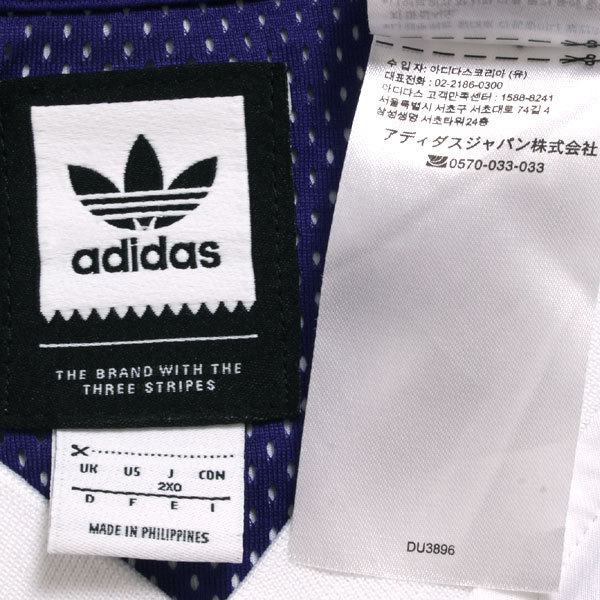 adidas
THE BRAND WITH THE
THREE STRIPES
UK US J CDN
2XO
D F E I
MADE IN PHILIPPINES
수 입 자: 아디다스코리아 (유)
대표전화 : 02-2186-0300
아디다스 고객만족센터 : 1588-8241
서울특별시 서초구 서초대로 74길 4
삼성생명 서초타워 24층
アディダスジャパン株式会社
0570-033-033
DU3896